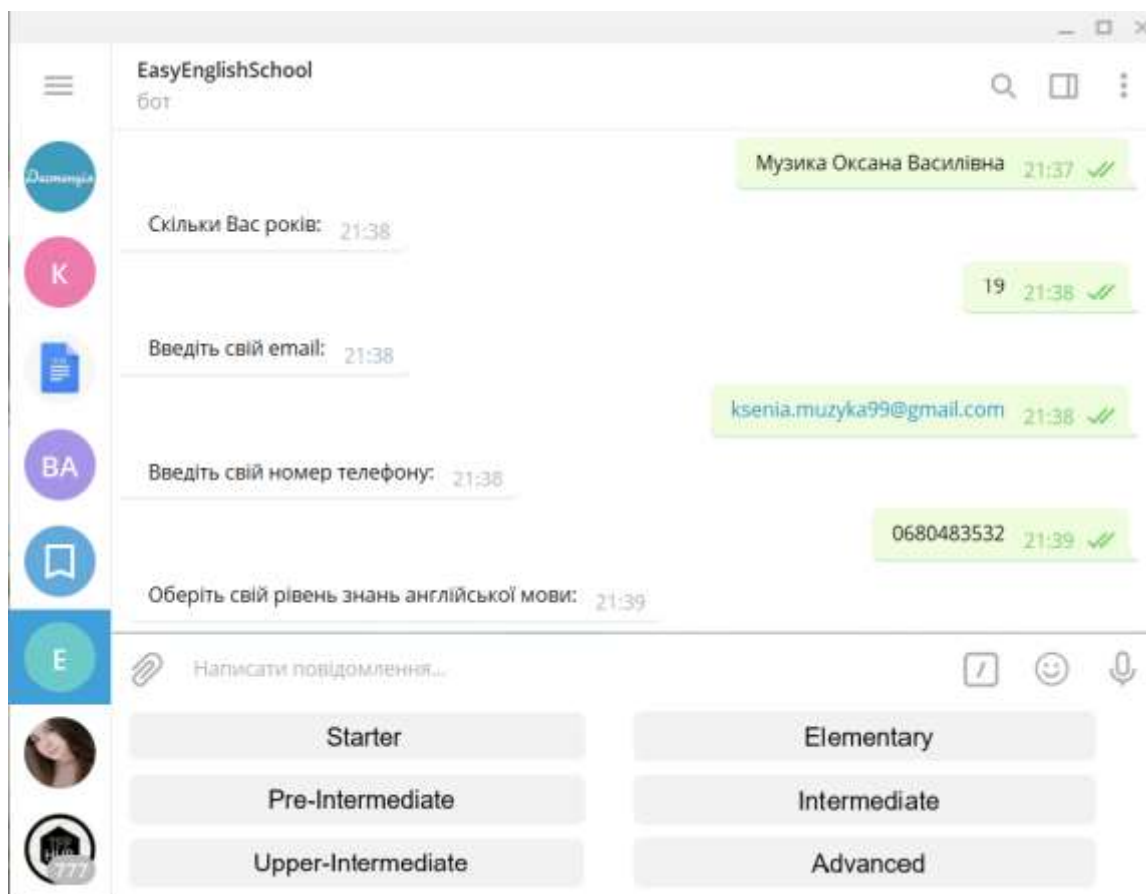 EasyEnglishSchool
бот
Музика Оксана Василівна 21:37
Скільки Вас років: 21:38
19 21:38
Введіть свій email: 21:38
ksenia.muzyka99@gmail.com 21:38
Введіть свій номер телефону: 21:38
0680483532 21:39
Оберіть свій рівень знань англійської мови: 21:39
К
ВА
E
777
Написати повідомлення...
Starter Elementary
Pre-Intermediate Intermediate
Upper-Intermediate Advanced